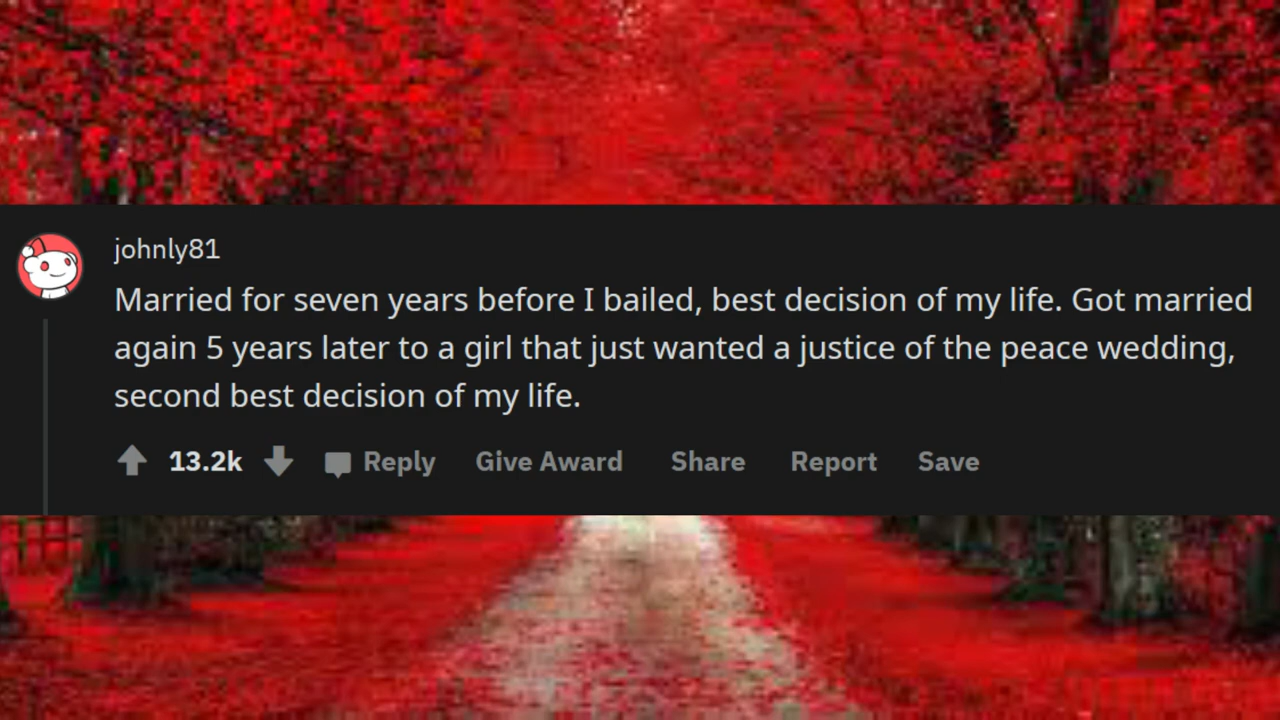 johnly81
Married for seven years before I bailed, best decision of my life. Got married
again 5 years later to a girl that just wanted a justice of the peace wedding,
second best decision of my life.
13.2k Reply Give Award Share Report Save